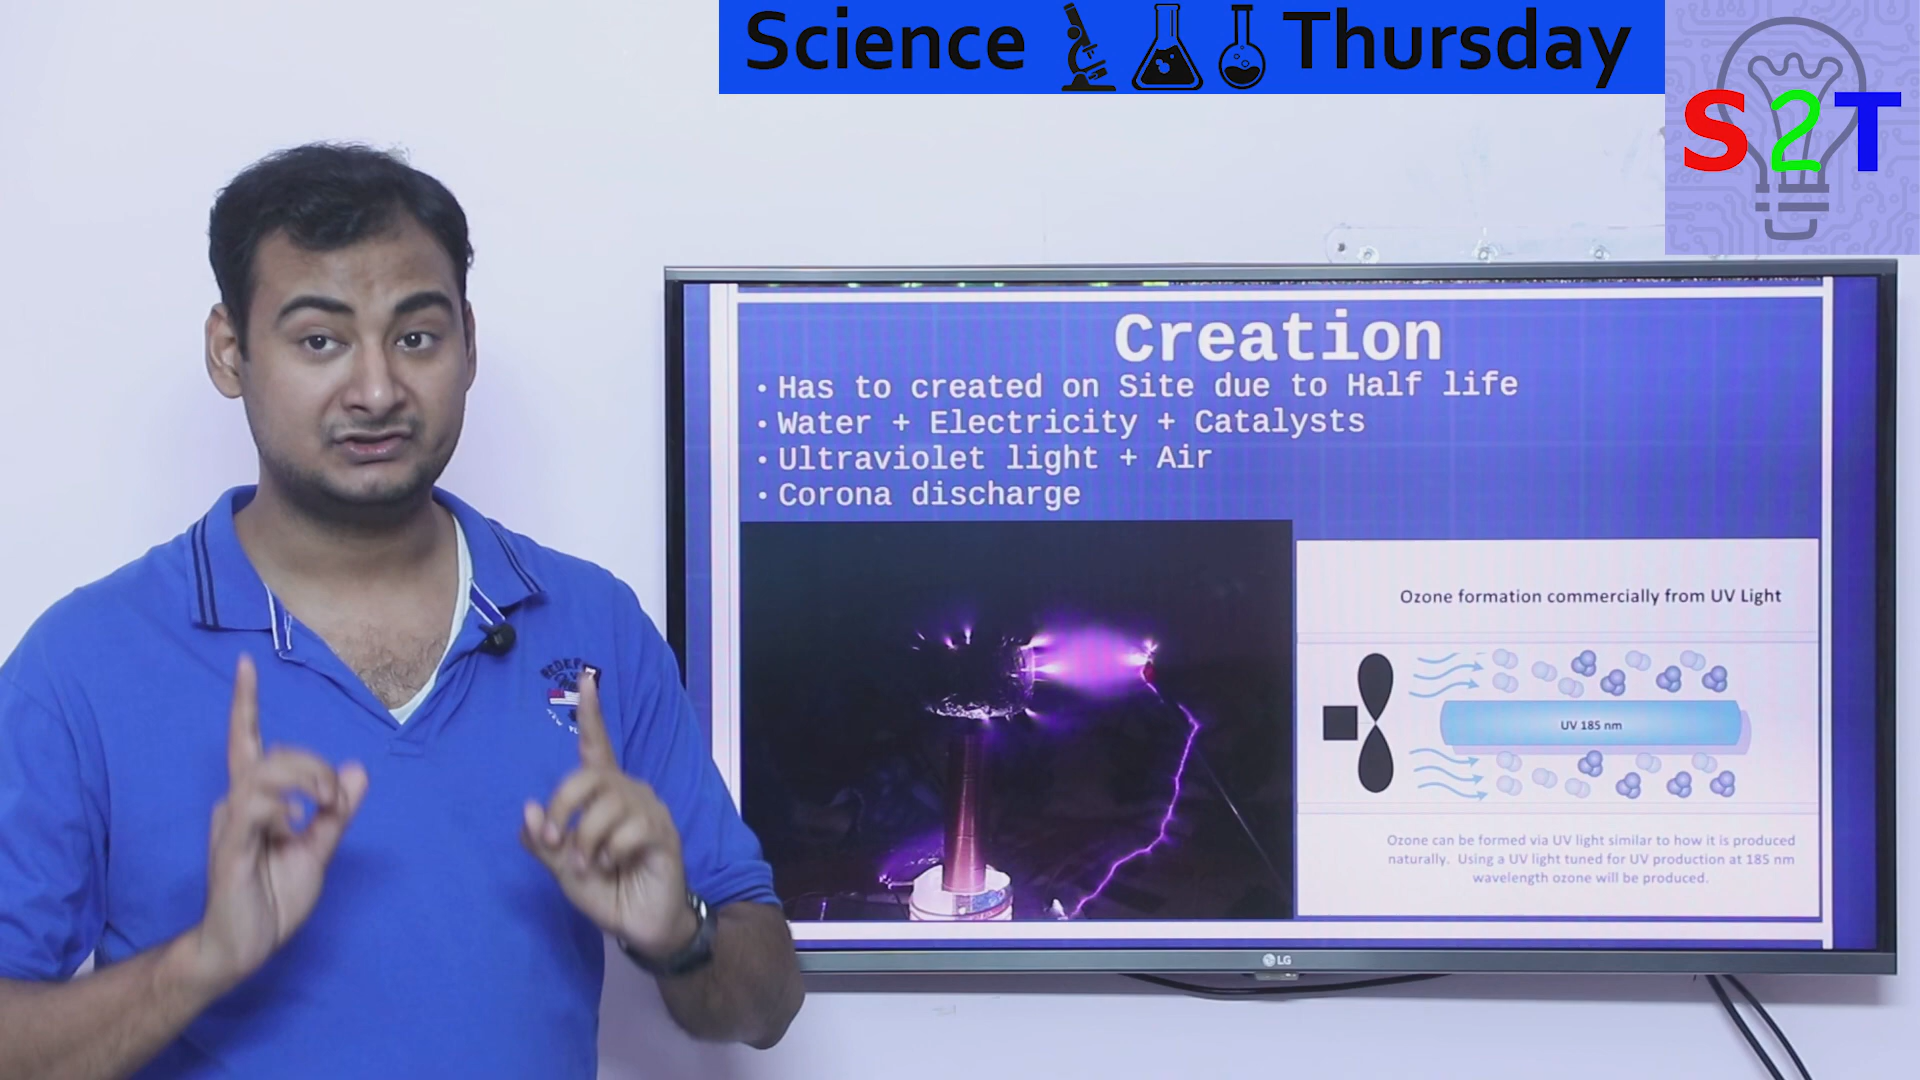 Science Thursday
S2T
Creation
• Has to created on Site due to Half life
• Water + Electricity + Catalysts
• Ultraviolet light + Air
• Corona discharge
Ozone formation commercially from UV Light
UV 185 nm
Ozone can be formed via UV light similar to how it is produced
naturally. Using a UV light tuned for UV production at 185 nm
wavelength ozone will be produced.
LG